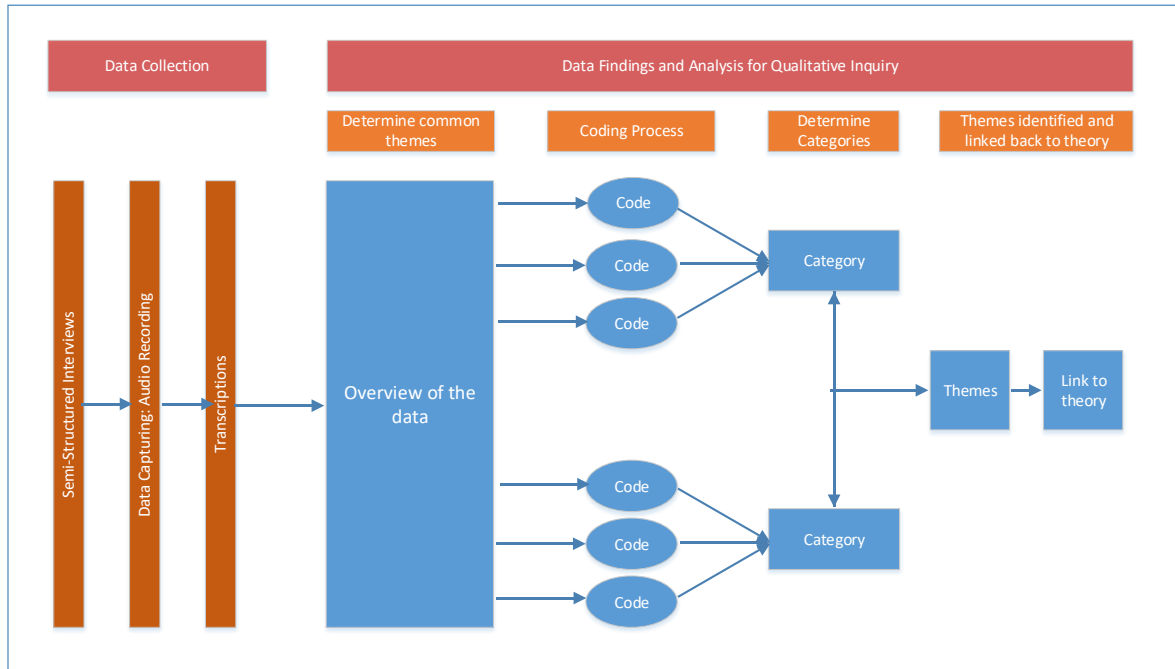 Data Collection
Data Findings and Analysis for Qualitative Inquiry
Determine common
themes
Coding Process
Determine
Categories
Themes identified and
linked back to theory
Semi-Structured Interviews
Data Capturing: Audio Recording
Transcriptions
Overview of the
data
Code
Code
Code
Code
Code
Code
Category
Category
Themes
Link to
theory